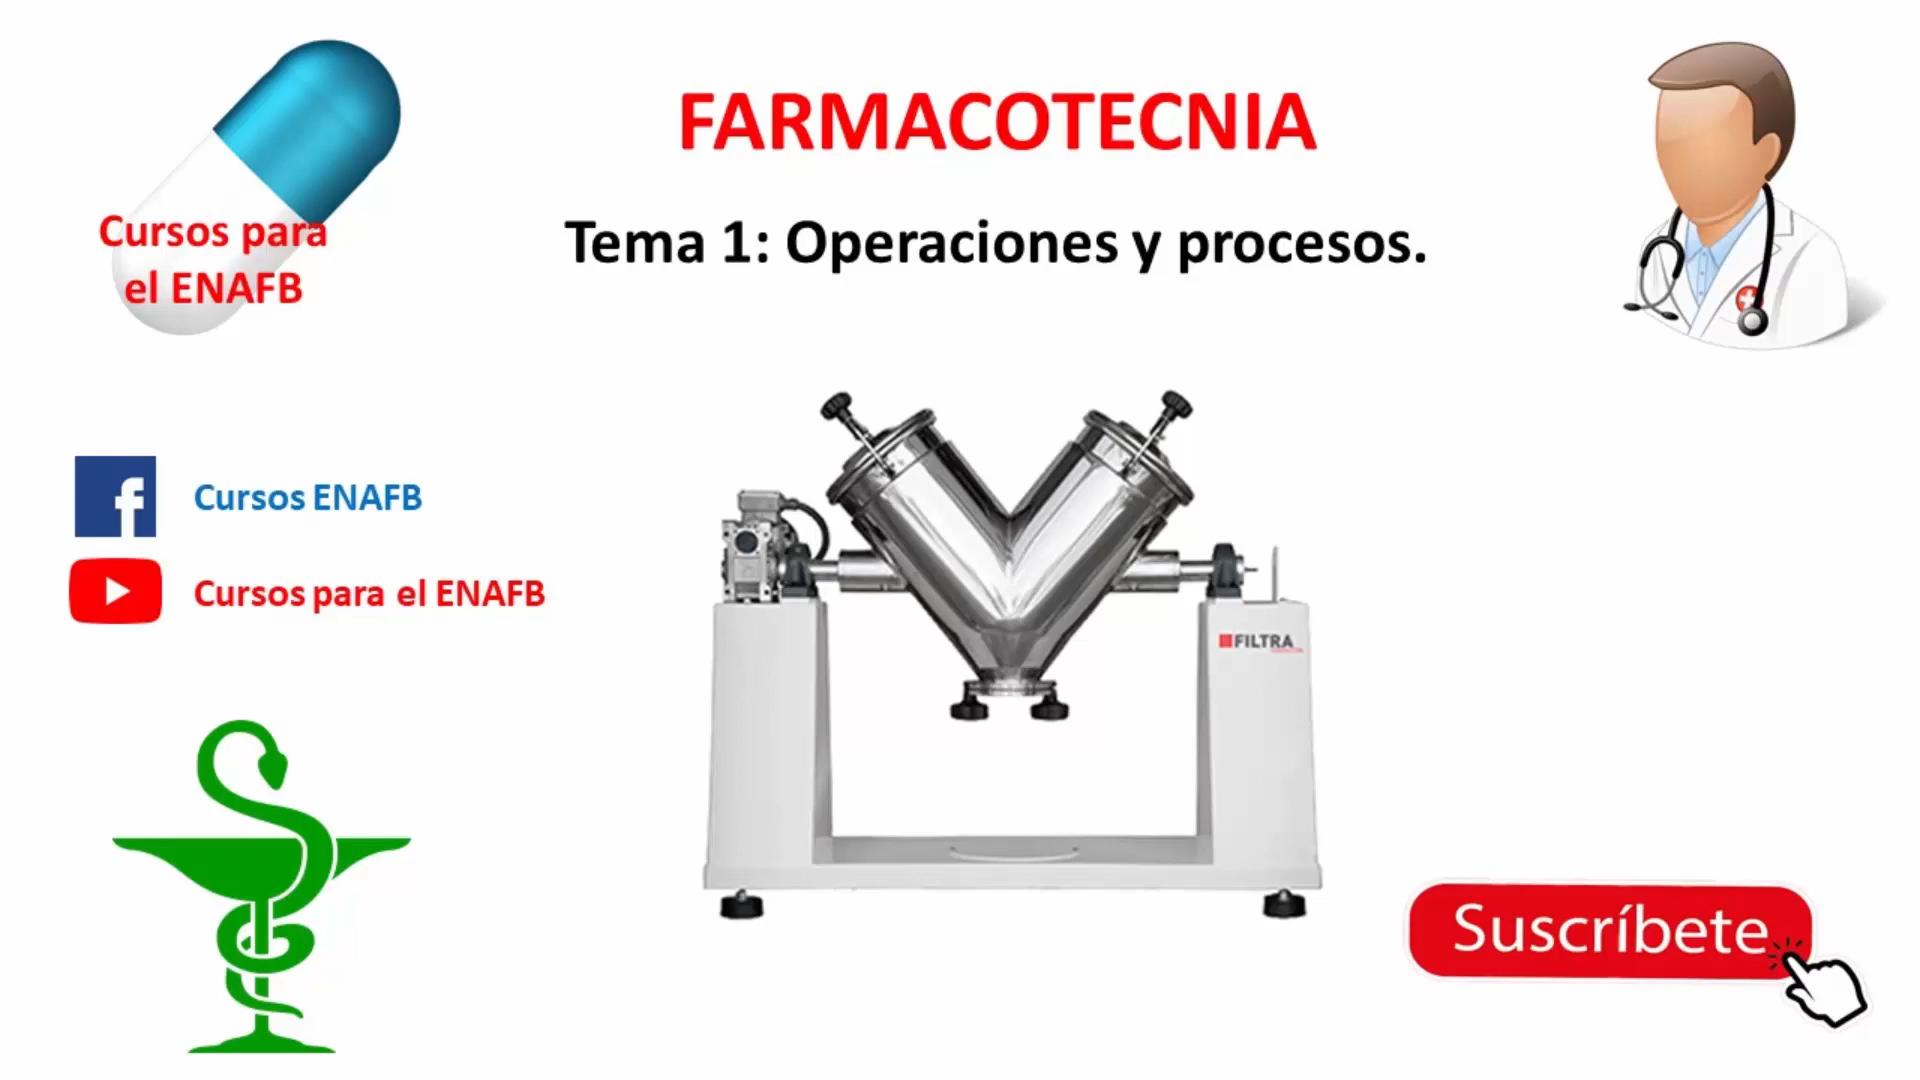 FARMACOTECNIA
Tema 1: Operaciones y procesos.
Cursos para
el ENAFB
Cursos ENAFB
Cursos para el ENAFB
FILTRA
Suscríbete